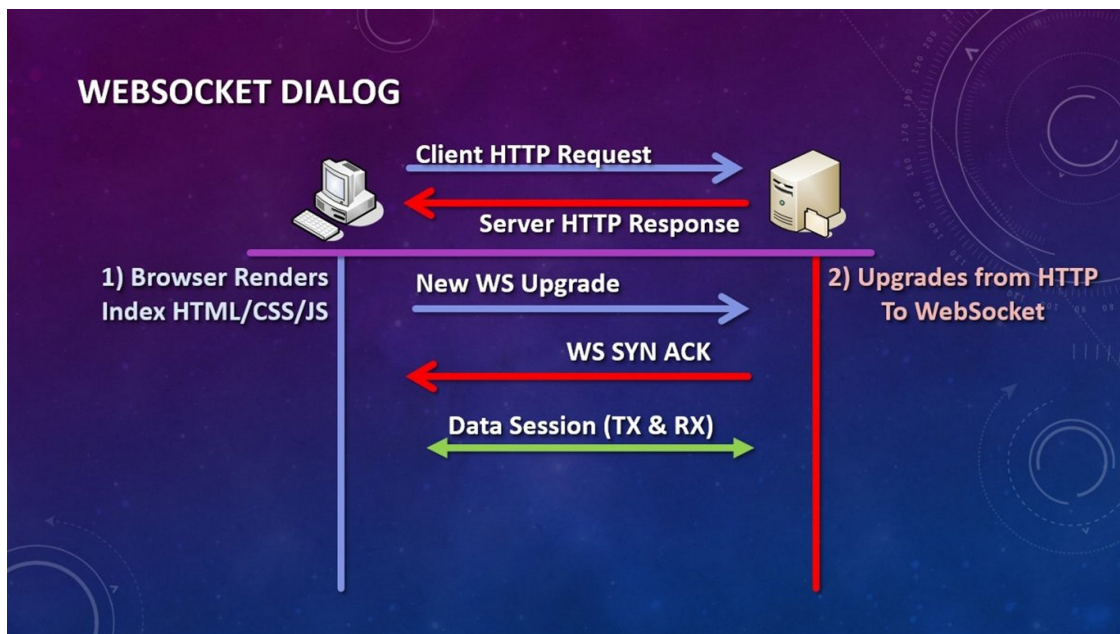 WEBSOCKET DIALOG
Client HTTP Request
Server HTTP Response
1) Browser Renders
Index HTML/CSS/JS
New WS Upgrade
2) Upgrades from HTTP
To WebSocket
WS SYN ACK
Data Session (TX & RX)